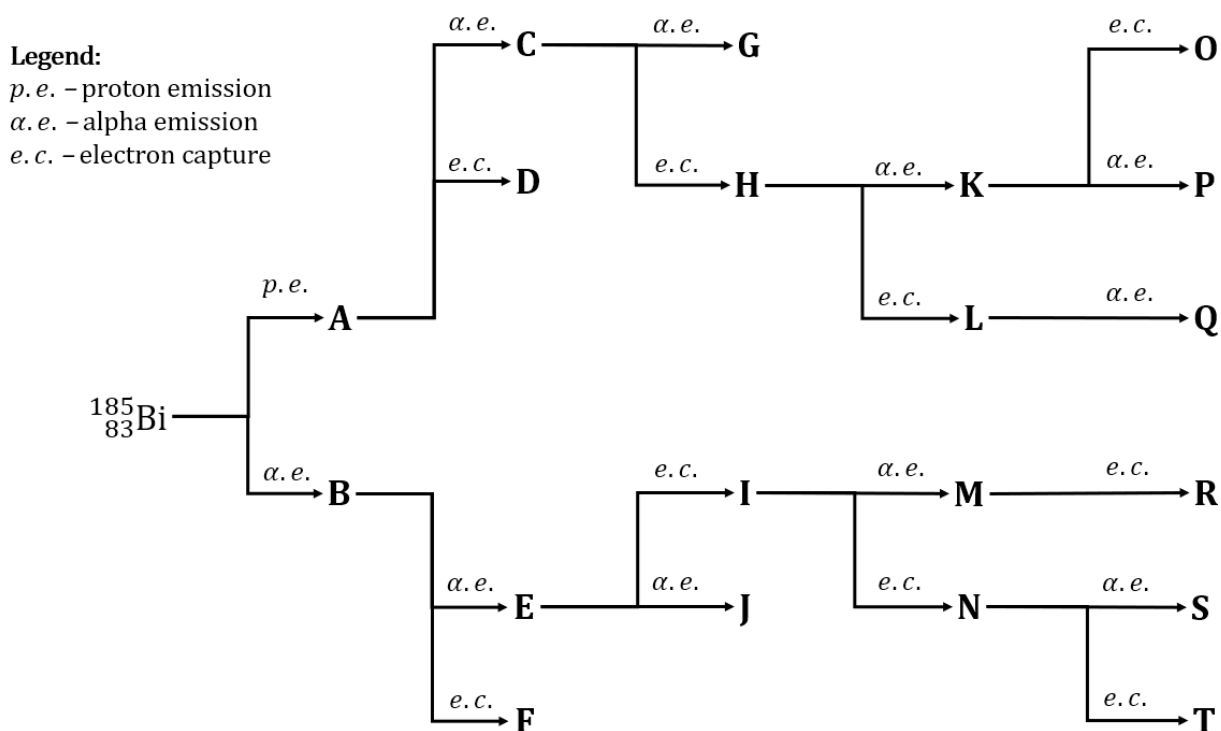 Legend:
p. e. – proton emission
α. e. – alpha emission
e. c. – electron capture
α. e. C α. e. G e. c. O
e. c. D e. c. H α. e. K α. e. P
p. e. A e. c. L α. e. Q
185
83Bi
α. e. B e. c. I α. e. M e. c. R
α. e. E α. e. J e. c. N α. e. S
e. c. F e. c. T